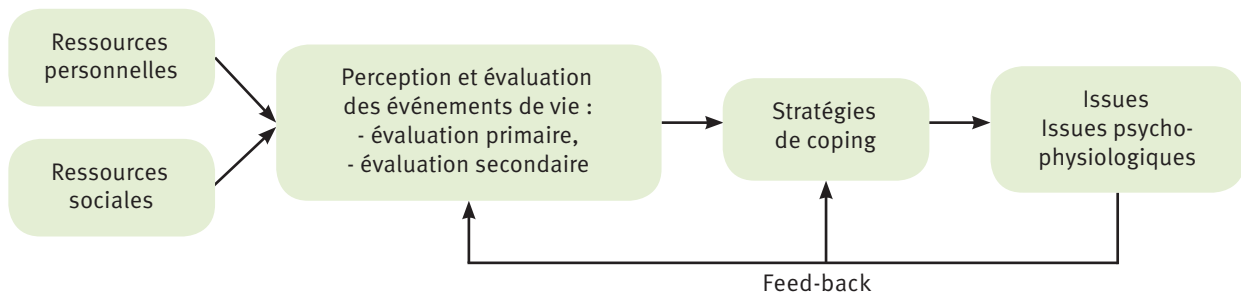 Ressources
personnelles
Ressources
sociales
Perception et évaluation
des événements de vie :
- évaluation primaire,
- évaluation secondaire
Stratégies
de coping
Issues
Issues psycho-
physiologiques
Feed-back